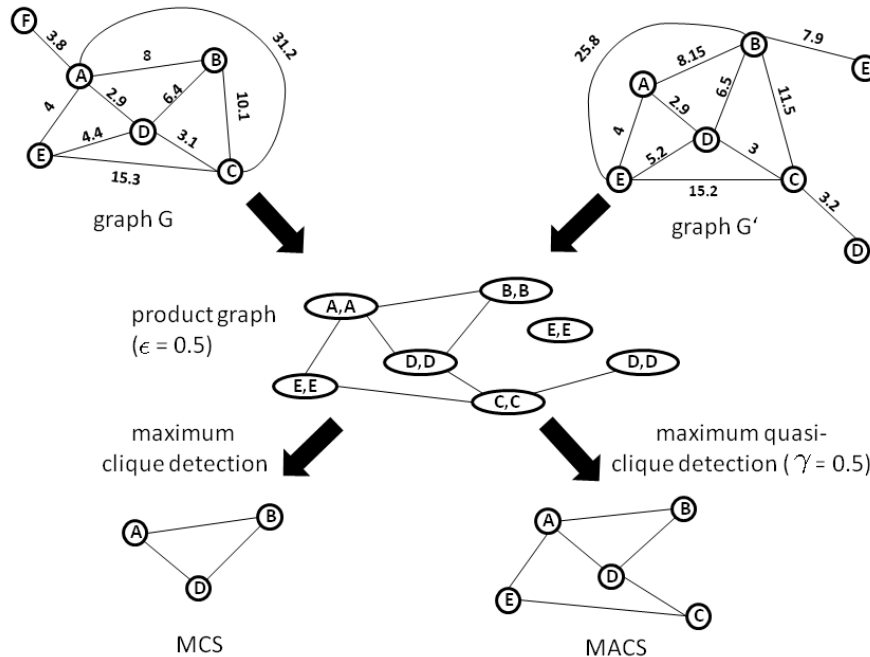 F
3.8
31.2
A
8
B
2.9
6.4
10.1
4
4.4
D
3.1
E
15.3
C
graph G
25.8
B
7.9
E
8.15
A
6.5
11.5
2.9
4
D
5.2
3
E
15.2
C
3.2
D
graph G‘
product graph
(ϵ = 0.5)
A,A
B,B
E,E
D,D
D,D
E,E
C,C
maximum
clique detection
maximum quasi-
clique detection ( γ = 0.5)
A
B
D
MCS
A
B
D
E
C
MACS